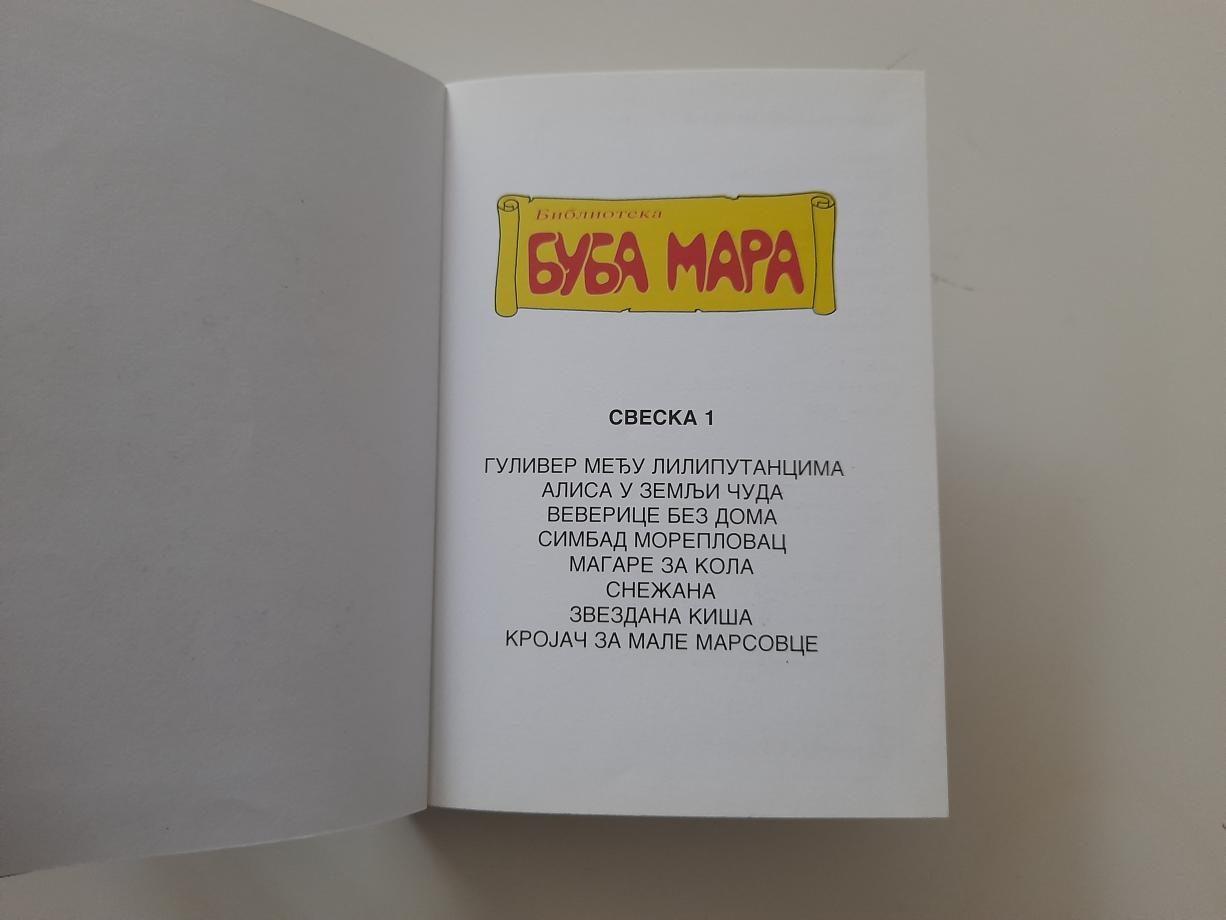 Библиотека
БУБА МАРА
СВЕСКА 1
ГУЛИВЕР МЕЂУ ЛИЛИПУТАНЦИМА
АЛИСА У ЗЕМЉИ ЧУДА
ВЕВЕРИЦЕ БЕЗ ДОМА
СИМБАД МОРЕПЛОВАЦ
МАГАРЕ ЗА КОЛА
СНЕЖАНА
ЗВЕЗДАНА КИША
КРОЈАЧ ЗА МАЛЕ МАРСОВЦЕ